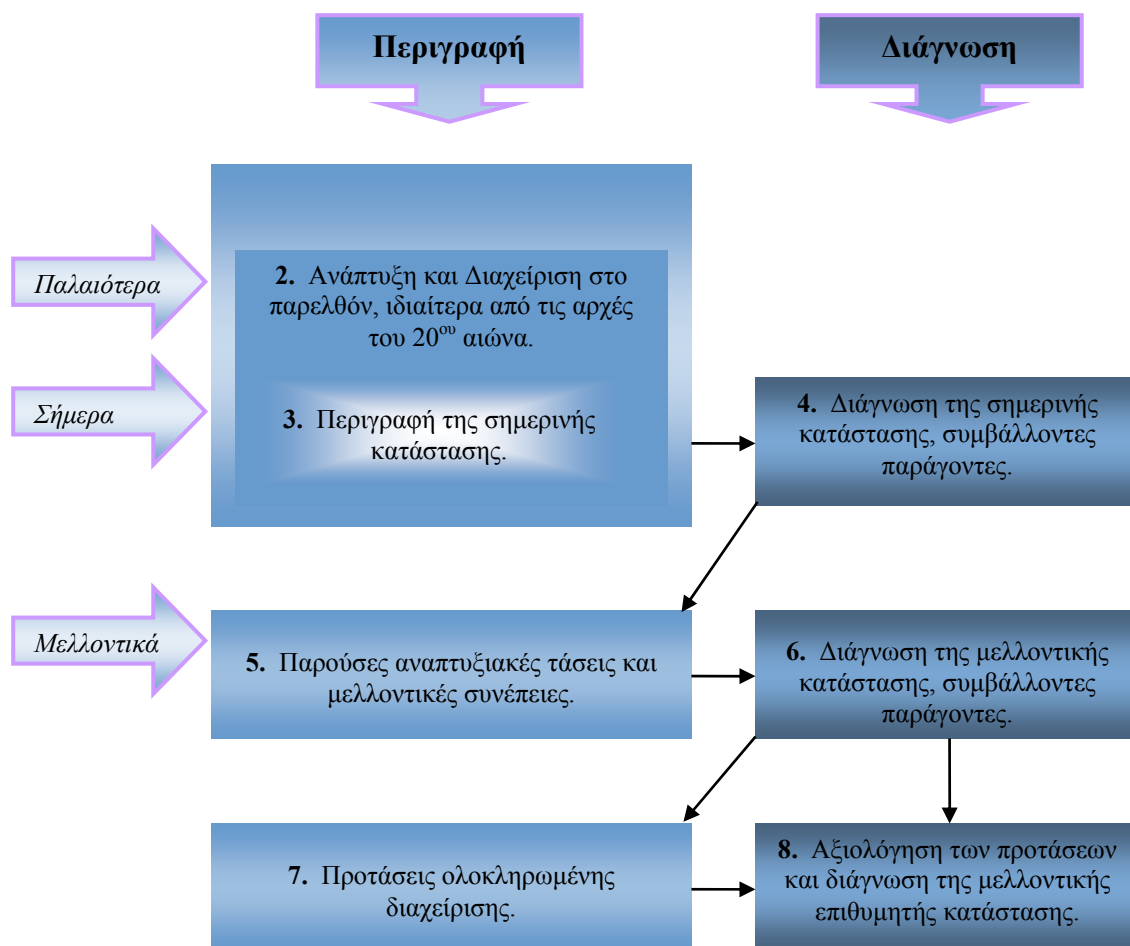 Περιγραφή
Διάγνωση
Παλαιότερα
2. Ανάπτυξη και Διαχείριση στο
παρελθόν, ιδιαίτερα από τις αρχές
του 20ου αιώνα.
Σήμερα
3. Περιγραφή της σημερινής
κατάστασης.
4. Διάγνωση της σημερινής
κατάστασης, συμβάλλοντες
παράγοντες.
Μελλοντικά
5. Παρούσες αναπτυξιακές τάσεις και
μελλοντικές συνέπειες.
6. Διάγνωση της μελλοντικής
κατάστασης, συμβάλλοντες
παράγοντες.
7. Προτάσεις ολοκληρωμένης
διαχείρισης.
8. Αξιολόγηση των προτάσεων
και διάγνωση της μελλοντικής
επιθυμητής κατάστασης.